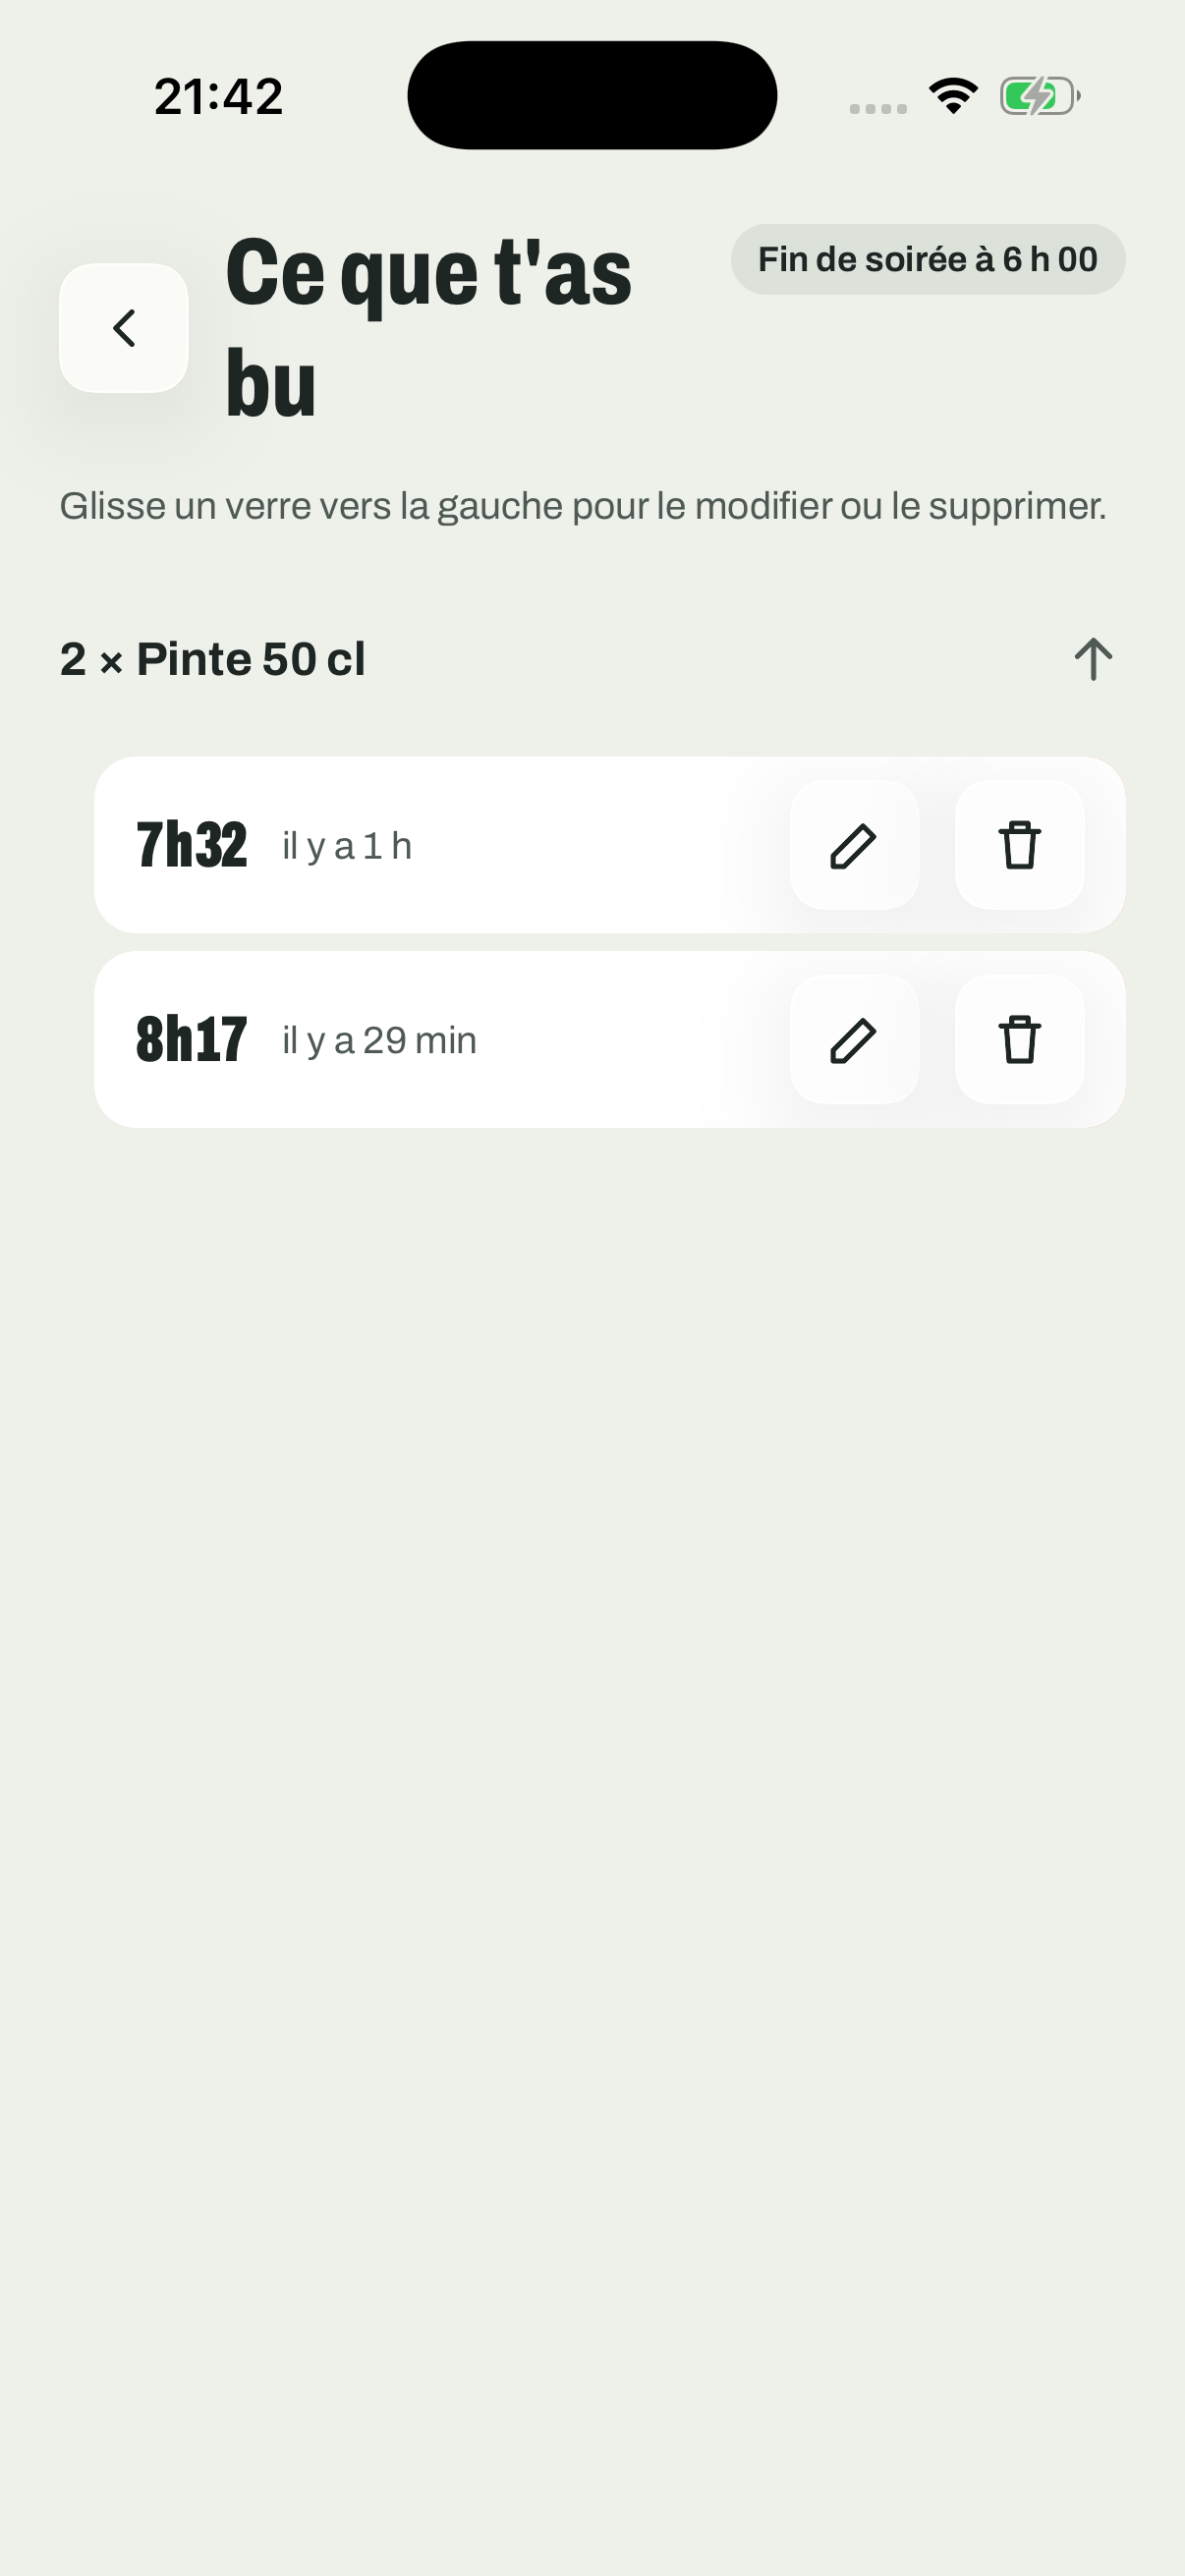 21:42
Ce que t'as
bu
Fin de soirée à 6 h 00
Glisse un verre vers la gauche pour le modifier ou le supprimer.
2 × Pinte 50 cl
7h32 il y a 1 h
8h17 il y a 29 min